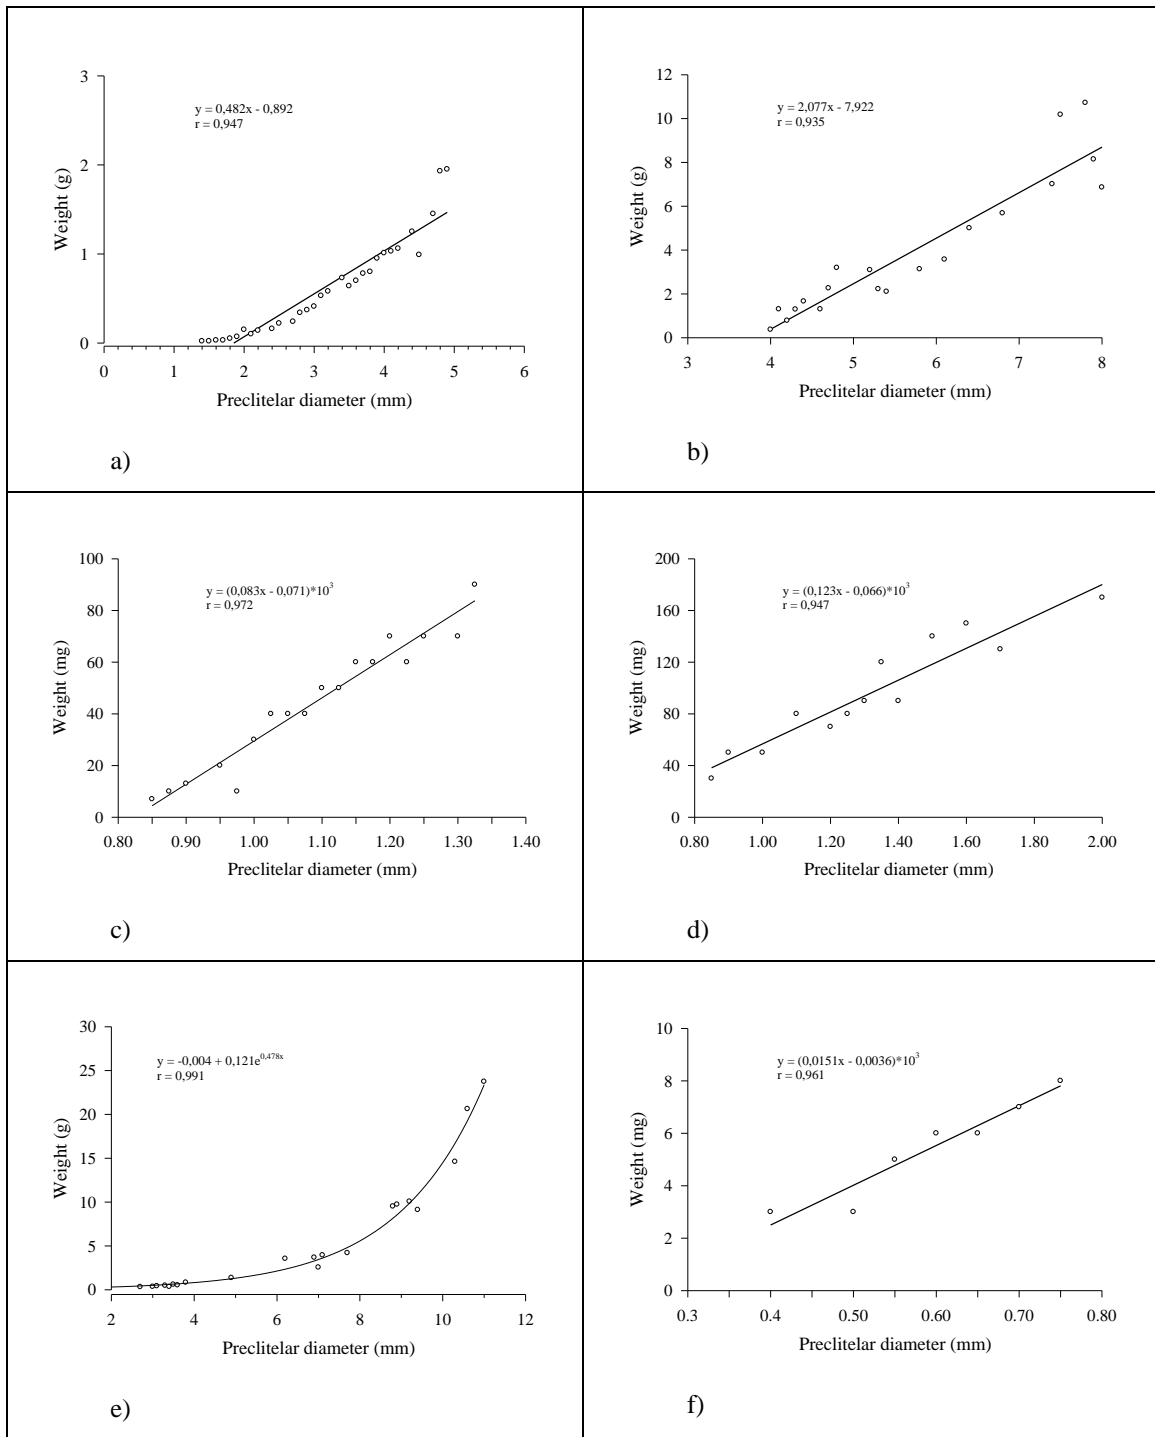 3
y = 0,482x - 0,892
r = 0,947
2
Weight (g)
1
0
0 1 2 3 4 5 6
Preclitelar diameter (mm)
a)
12
y = 2,077x - 7,922
r = 0,935
10
8
Weight (g)
6
4
2
0
3 4 5 6 7 8
Preclitelar diameter (mm)
b)
100
y = (0,083x - 0,071)*10³
r = 0,972
80
60
Weight (mg)
40
20
0
0.80 0.90 1.00 1.10 1.20 1.30 1.40
Preclitelar diameter (mm)
c)
200
y = (0,123x - 0,066)*10³
r = 0,947
160
120
Weight (mg)
80
40
0
0.80 1.00 1.20 1.40 1.60 1.80 2.00
Preclitelar diameter (mm)
d)
30
y = -0,004 + 0,121e^0,478x
r = 0,991
25
20
Weight (g)
15
10
5
0
2 4 6 8 10 12
Preclitelar diameter (mm)
e)
10
y = (0,0151x - 0,0036)*10³
r = 0,961
8
6
Weight (mg)
4
2
0
0.3 0.40 0.50 0.60 0.70 0.80
Preclitelar diameter (mm)
f)